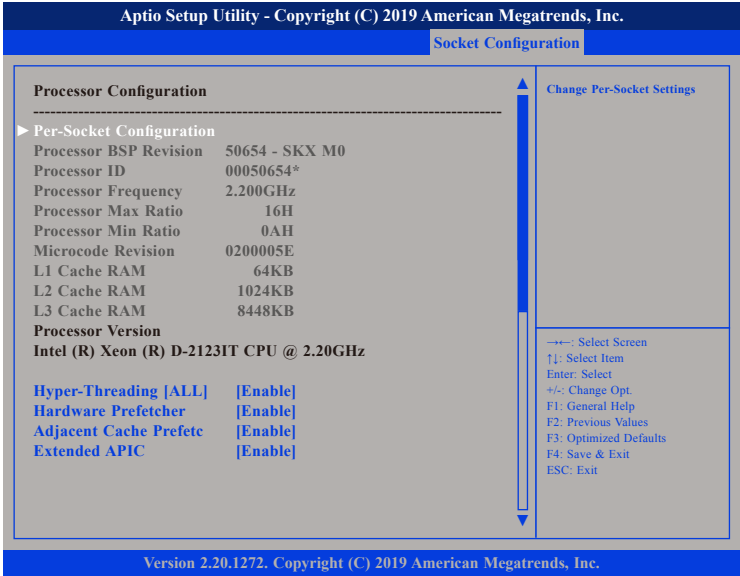 Aptio Setup Utility - Copyright (C) 2019 American Megatrends, Inc.
Socket Configuration
Processor Configuration
--------------------------------------------------------------------------------------
▶ Per-Socket Configuration
Processor BSP Revision 50654 - SKX M0
Processor ID 00050654*
Processor Frequency 2.200GHz
Processor Max Ratio 16H
Processor Min Ratio 0AH
Microcode Revision 0200005E
L1 Cache RAM 64KB
L2 Cache RAM 1024KB
L3 Cache RAM 8448KB
Processor Version
Intel (R) Xeon (R) D-2123IT CPU @ 2.20GHz
Hyper-Threading [ALL] [Enable]
Hardware Prefetcher [Enable]
Adjacent Cache Prefetc [Enable]
Extended APIC [Enable]
Change Per-Socket Settings
→←: Select Screen
↑↓: Select Item
Enter: Select
+/-: Change Opt.
F1: General Help
F2: Previous Values
F3: Optimized Defaults
F4: Save & Exit
ESC: Exit
Version 2.20.1272. Copyright (C) 2019 American Megatrends, Inc.